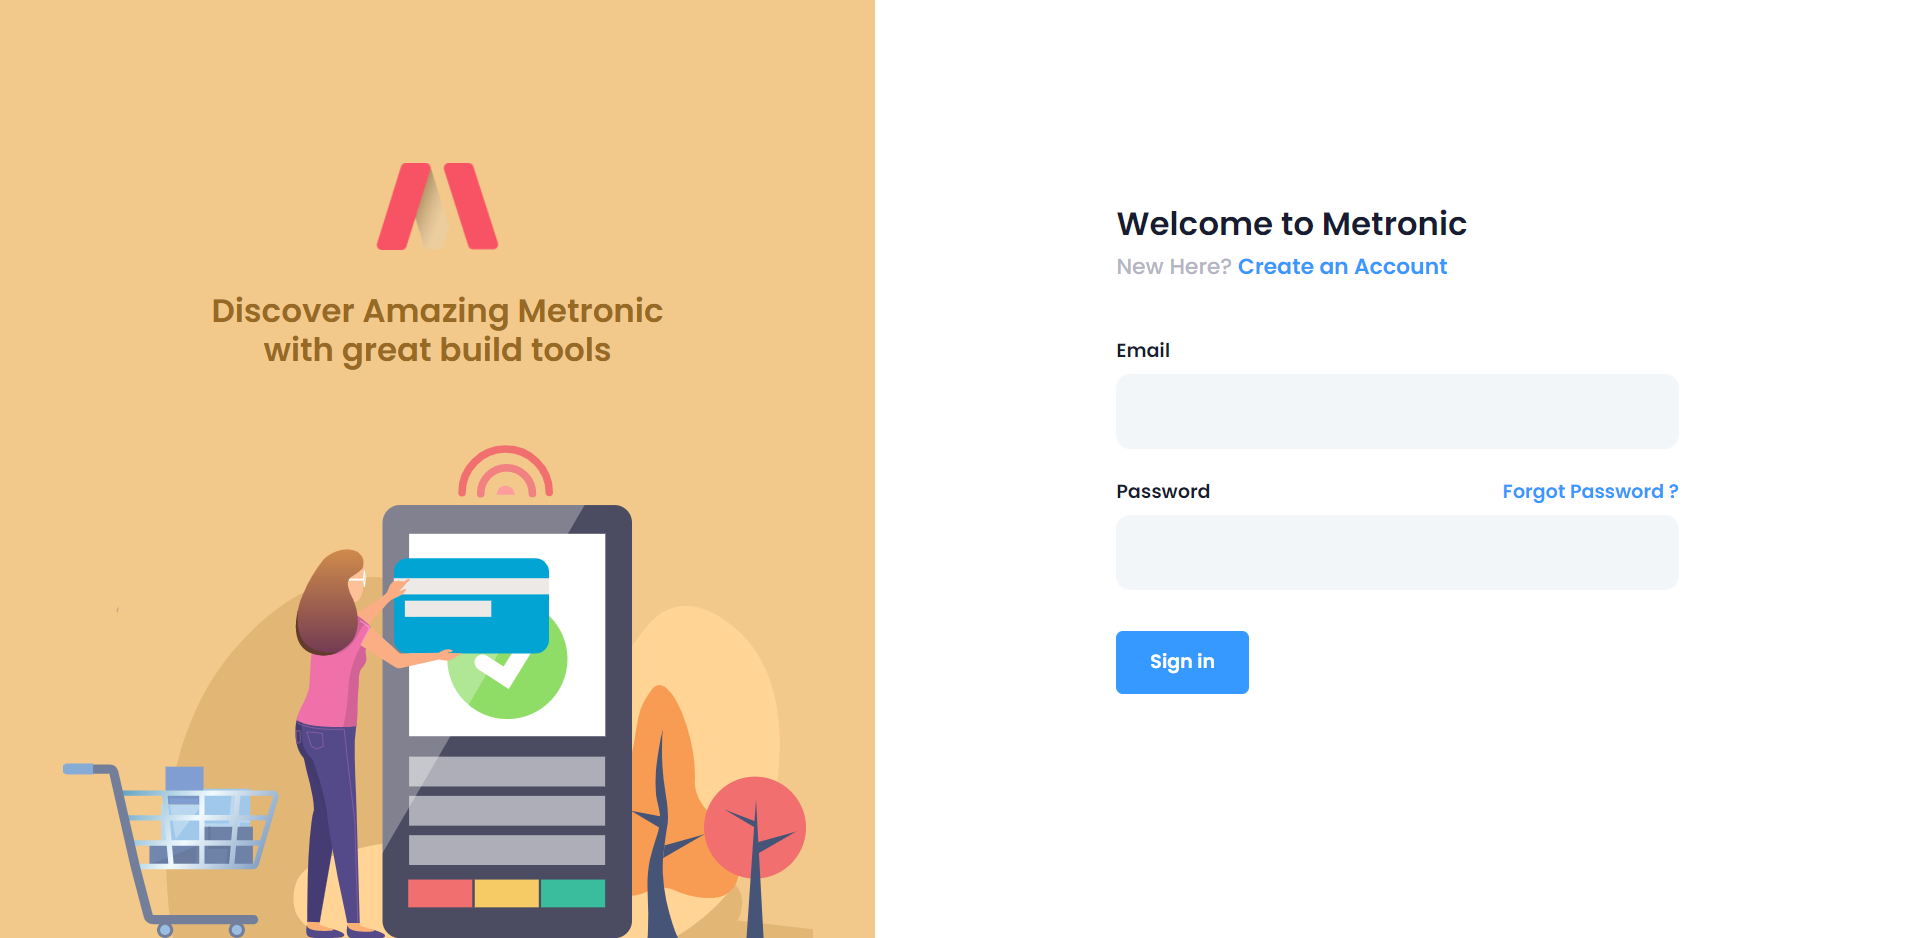 Discover Amazing Metronic
with great build tools
Welcome to Metronic
New Here? Create an Account
Email
Password
Forgot Password ?
Sign in